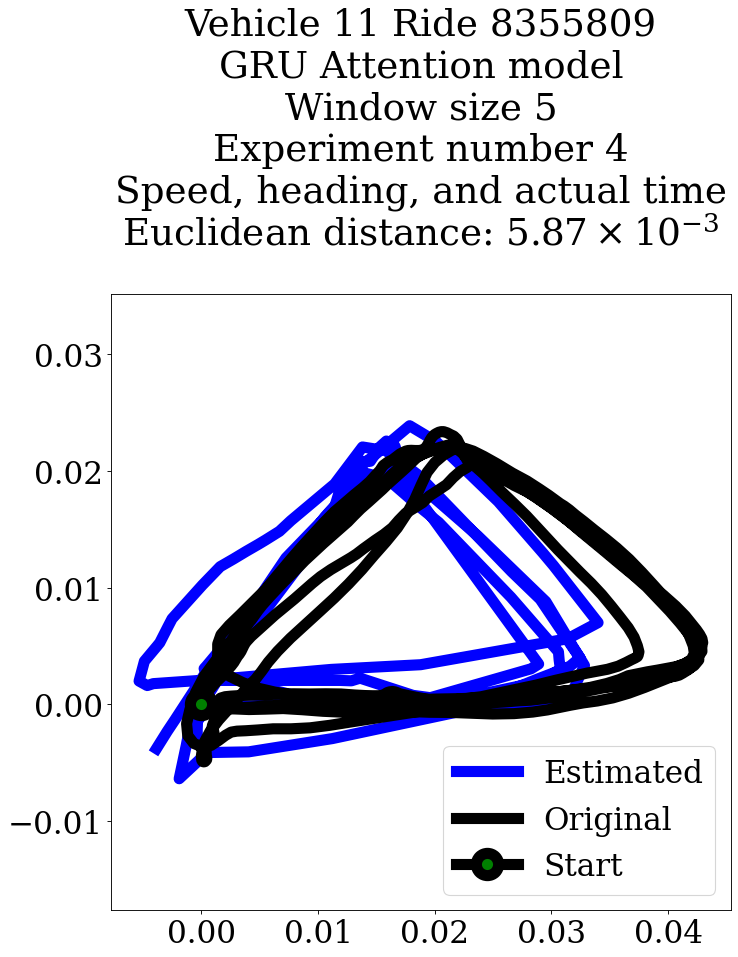 Vehicle 11 Ride 8355809
GRU Attention model
Window size 5
Experiment number 4
Speed, heading, and actual time
Euclidean distance: 5.87 × 10⁻³
0.03
0.02
0.01
0.00
−0.01
Estimated
Original
Start
0.00 0.01 0.02 0.03 0.04